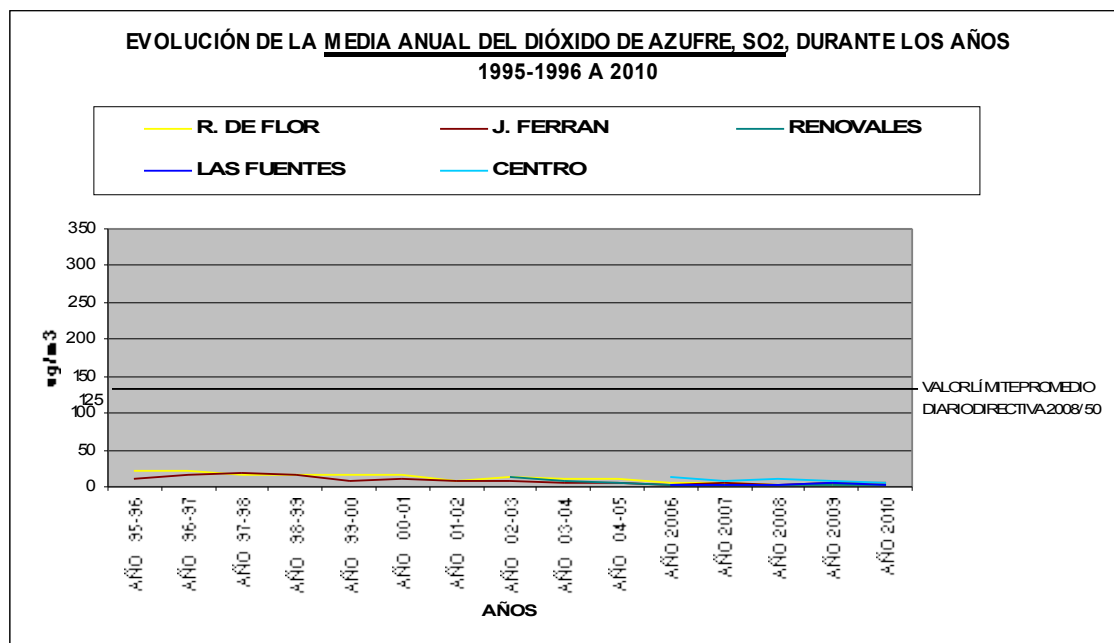 EVOLUCIÓN DE LA MEDIA ANUAL DEL DIÓXIDO DE AZUFRE, SO2, DURANTE LOS AÑOS
1995-1996 A 2010
R. DE FLOR
J. FERRAN
RENOVALES
LAS FUENTES
CENTRO
350
300
250
200
150
125
100
50
0
ug/m3
VALOR LÍMITE PROMEDIO
DIARIO DIRECTIVA 2008/50
AÑO 95-96
AÑO 96-97
AÑO 97-98
AÑO 98-99
AÑO 99-00
AÑO 00-01
AÑO 01-02
AÑO 02-03
AÑO 03-04
AÑO 04-05
AÑO 2006
AÑO 2007
AÑO 2008
AÑO 2009
AÑO 2010
AÑOS